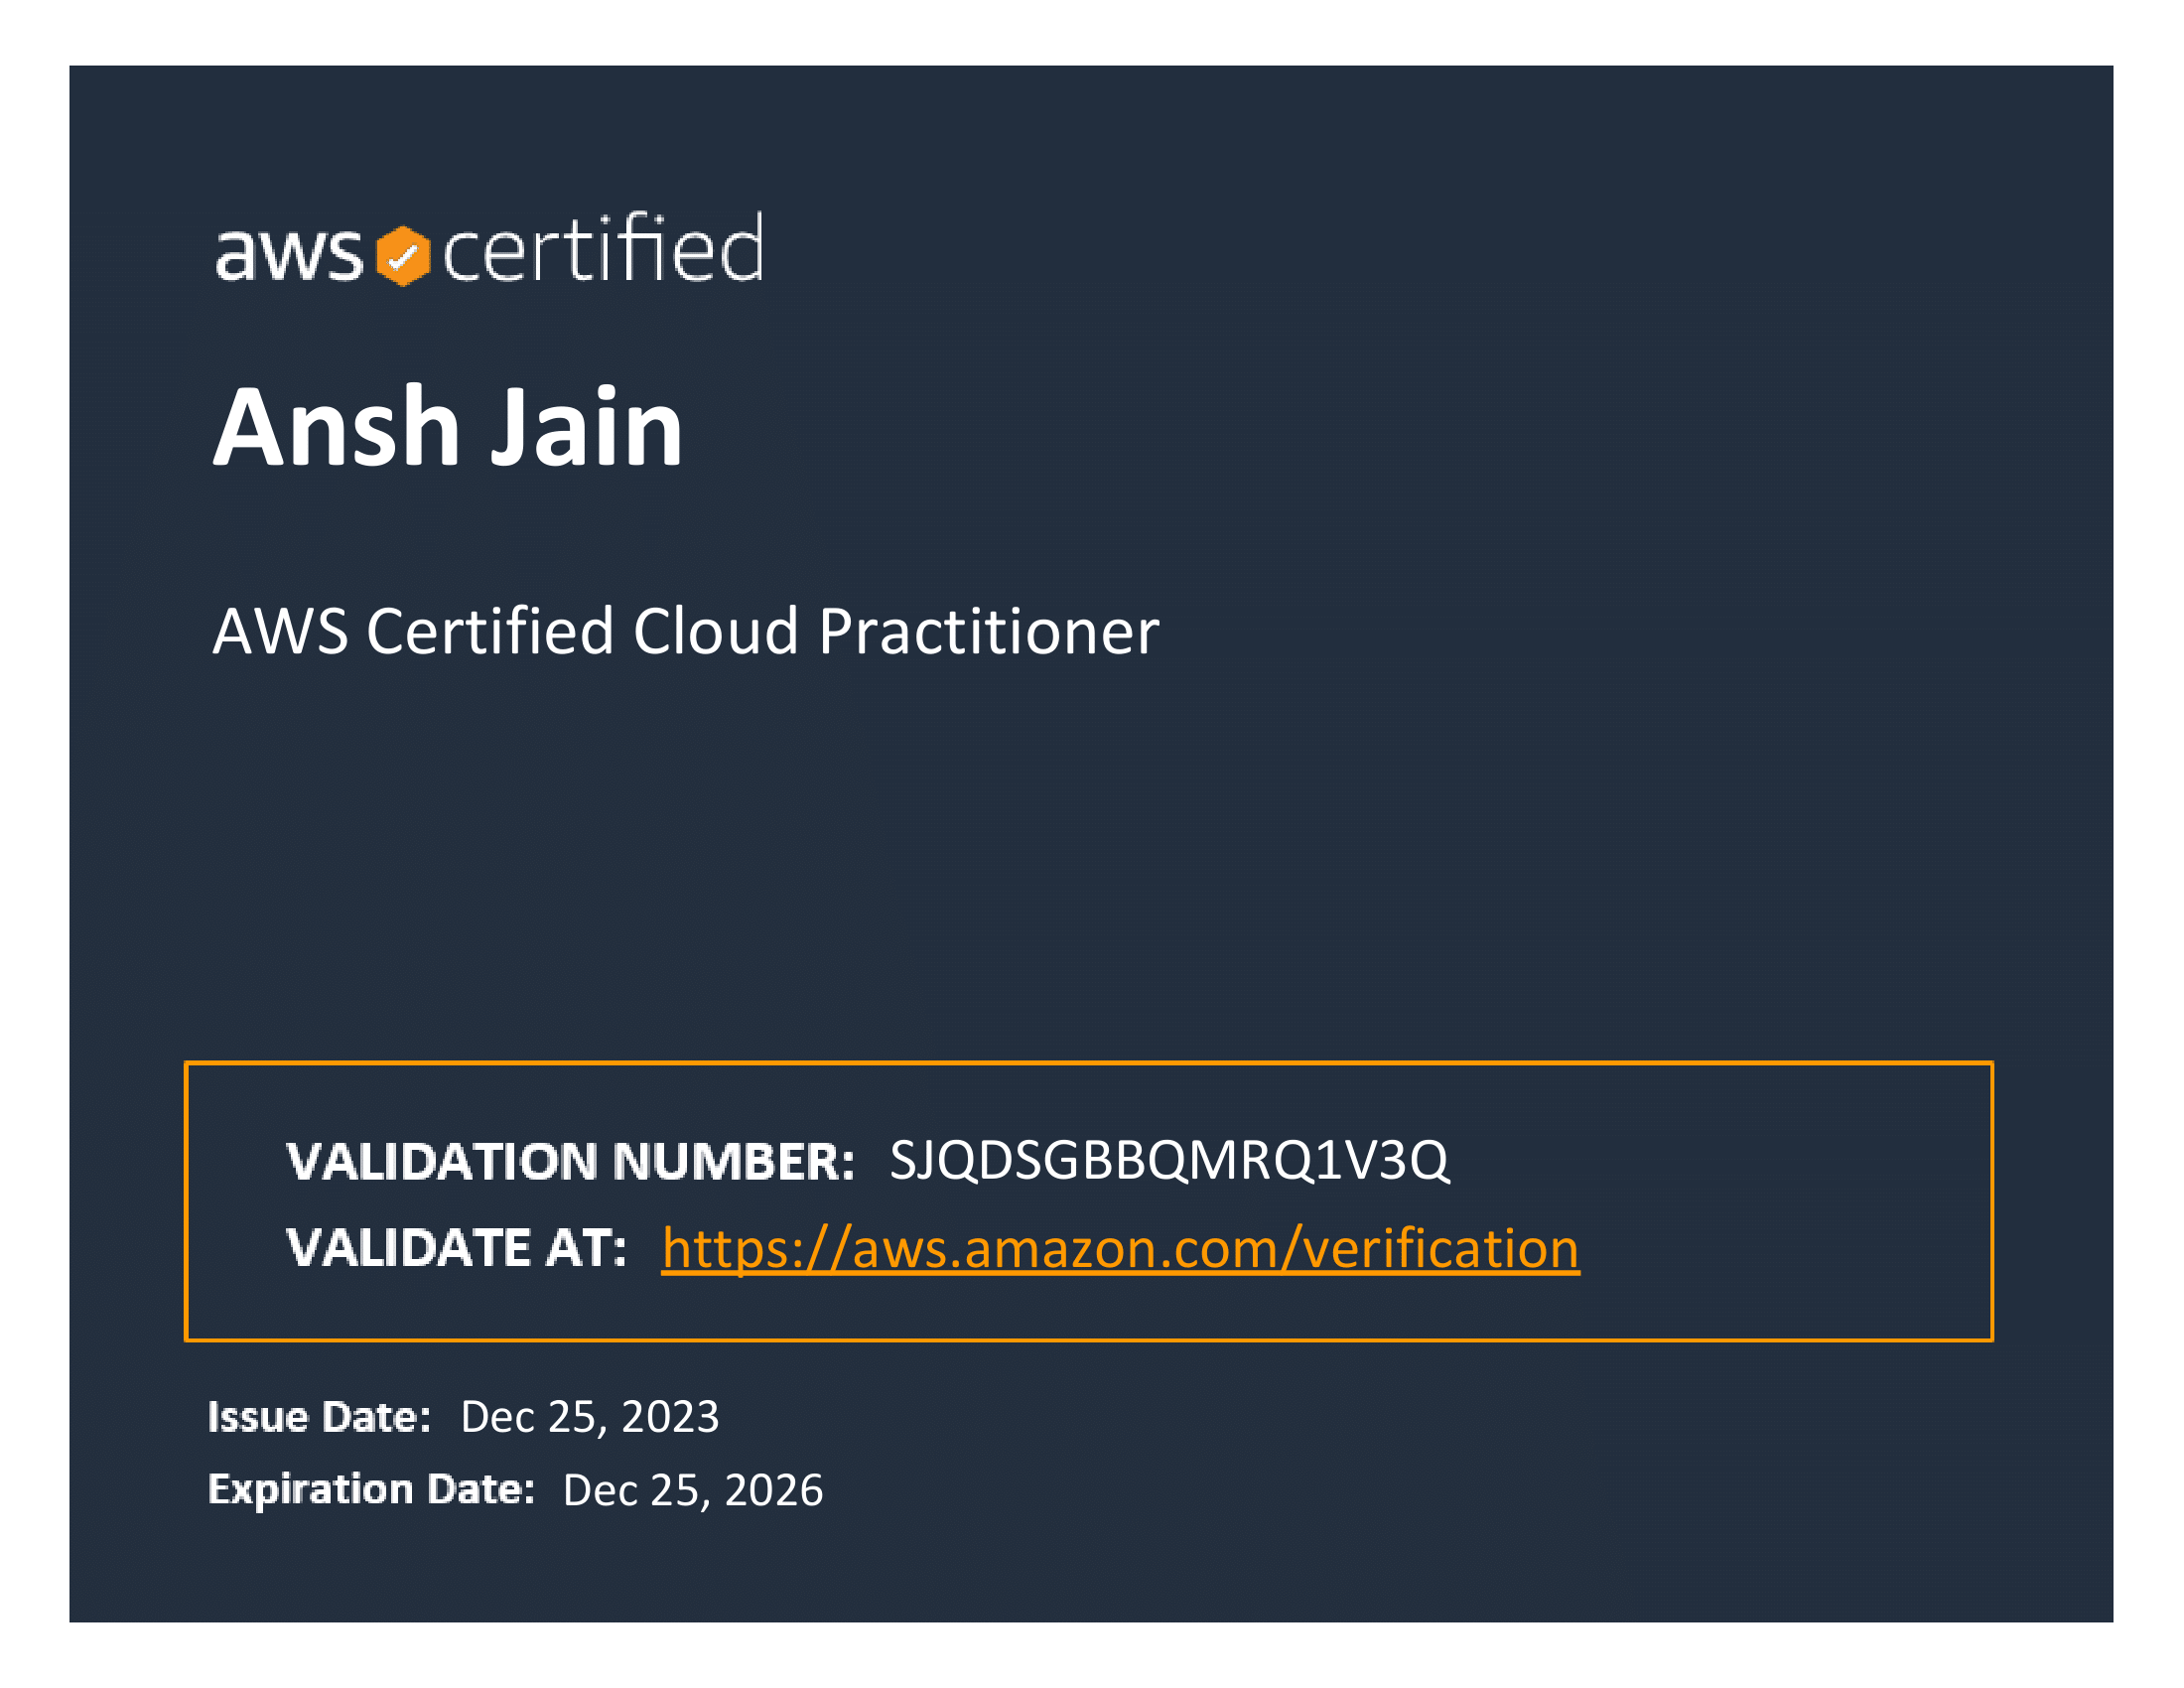 aws certified
Ansh Jain
AWS Certified Cloud Practitioner
VALIDATION NUMBER: SJQDSGBBQMRQ1V3Q
VALIDATE AT: https://aws.amazon.com/verification
Issue Date: Dec 25, 2023
Expiration Date: Dec 25, 2026